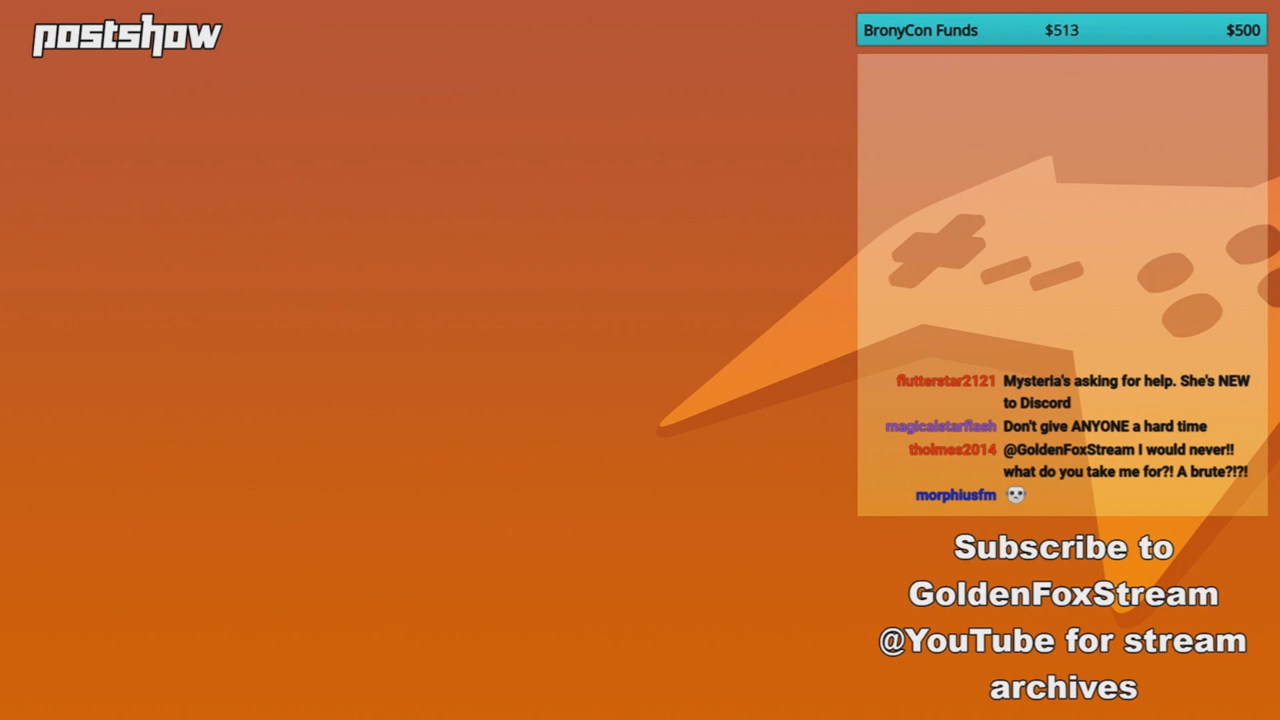 postshow
BronyCon Funds $513 $500
flutterstar2121 Mysteria's asking for help. She's NEW
to Discord
magicalstarflash Don't give ANYONE a hard time
tholmes2014 @GoldenFoxStream I would never!!
what do you take me for?! A brute?!?!
morphiusfm
Subscribe to
GoldenFoxStream
@YouTube for stream
archives